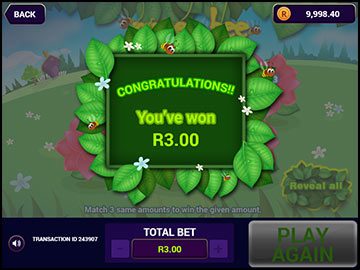 BACK
R 9,998.40
CONGRATULATIONS!!
You've won
R3.00
Reveal all
Match 3 same amounts to win the given amount.
TRANSACTION ID 243907
TOTAL BET
- R3.00 +
PLAY
AGAIN